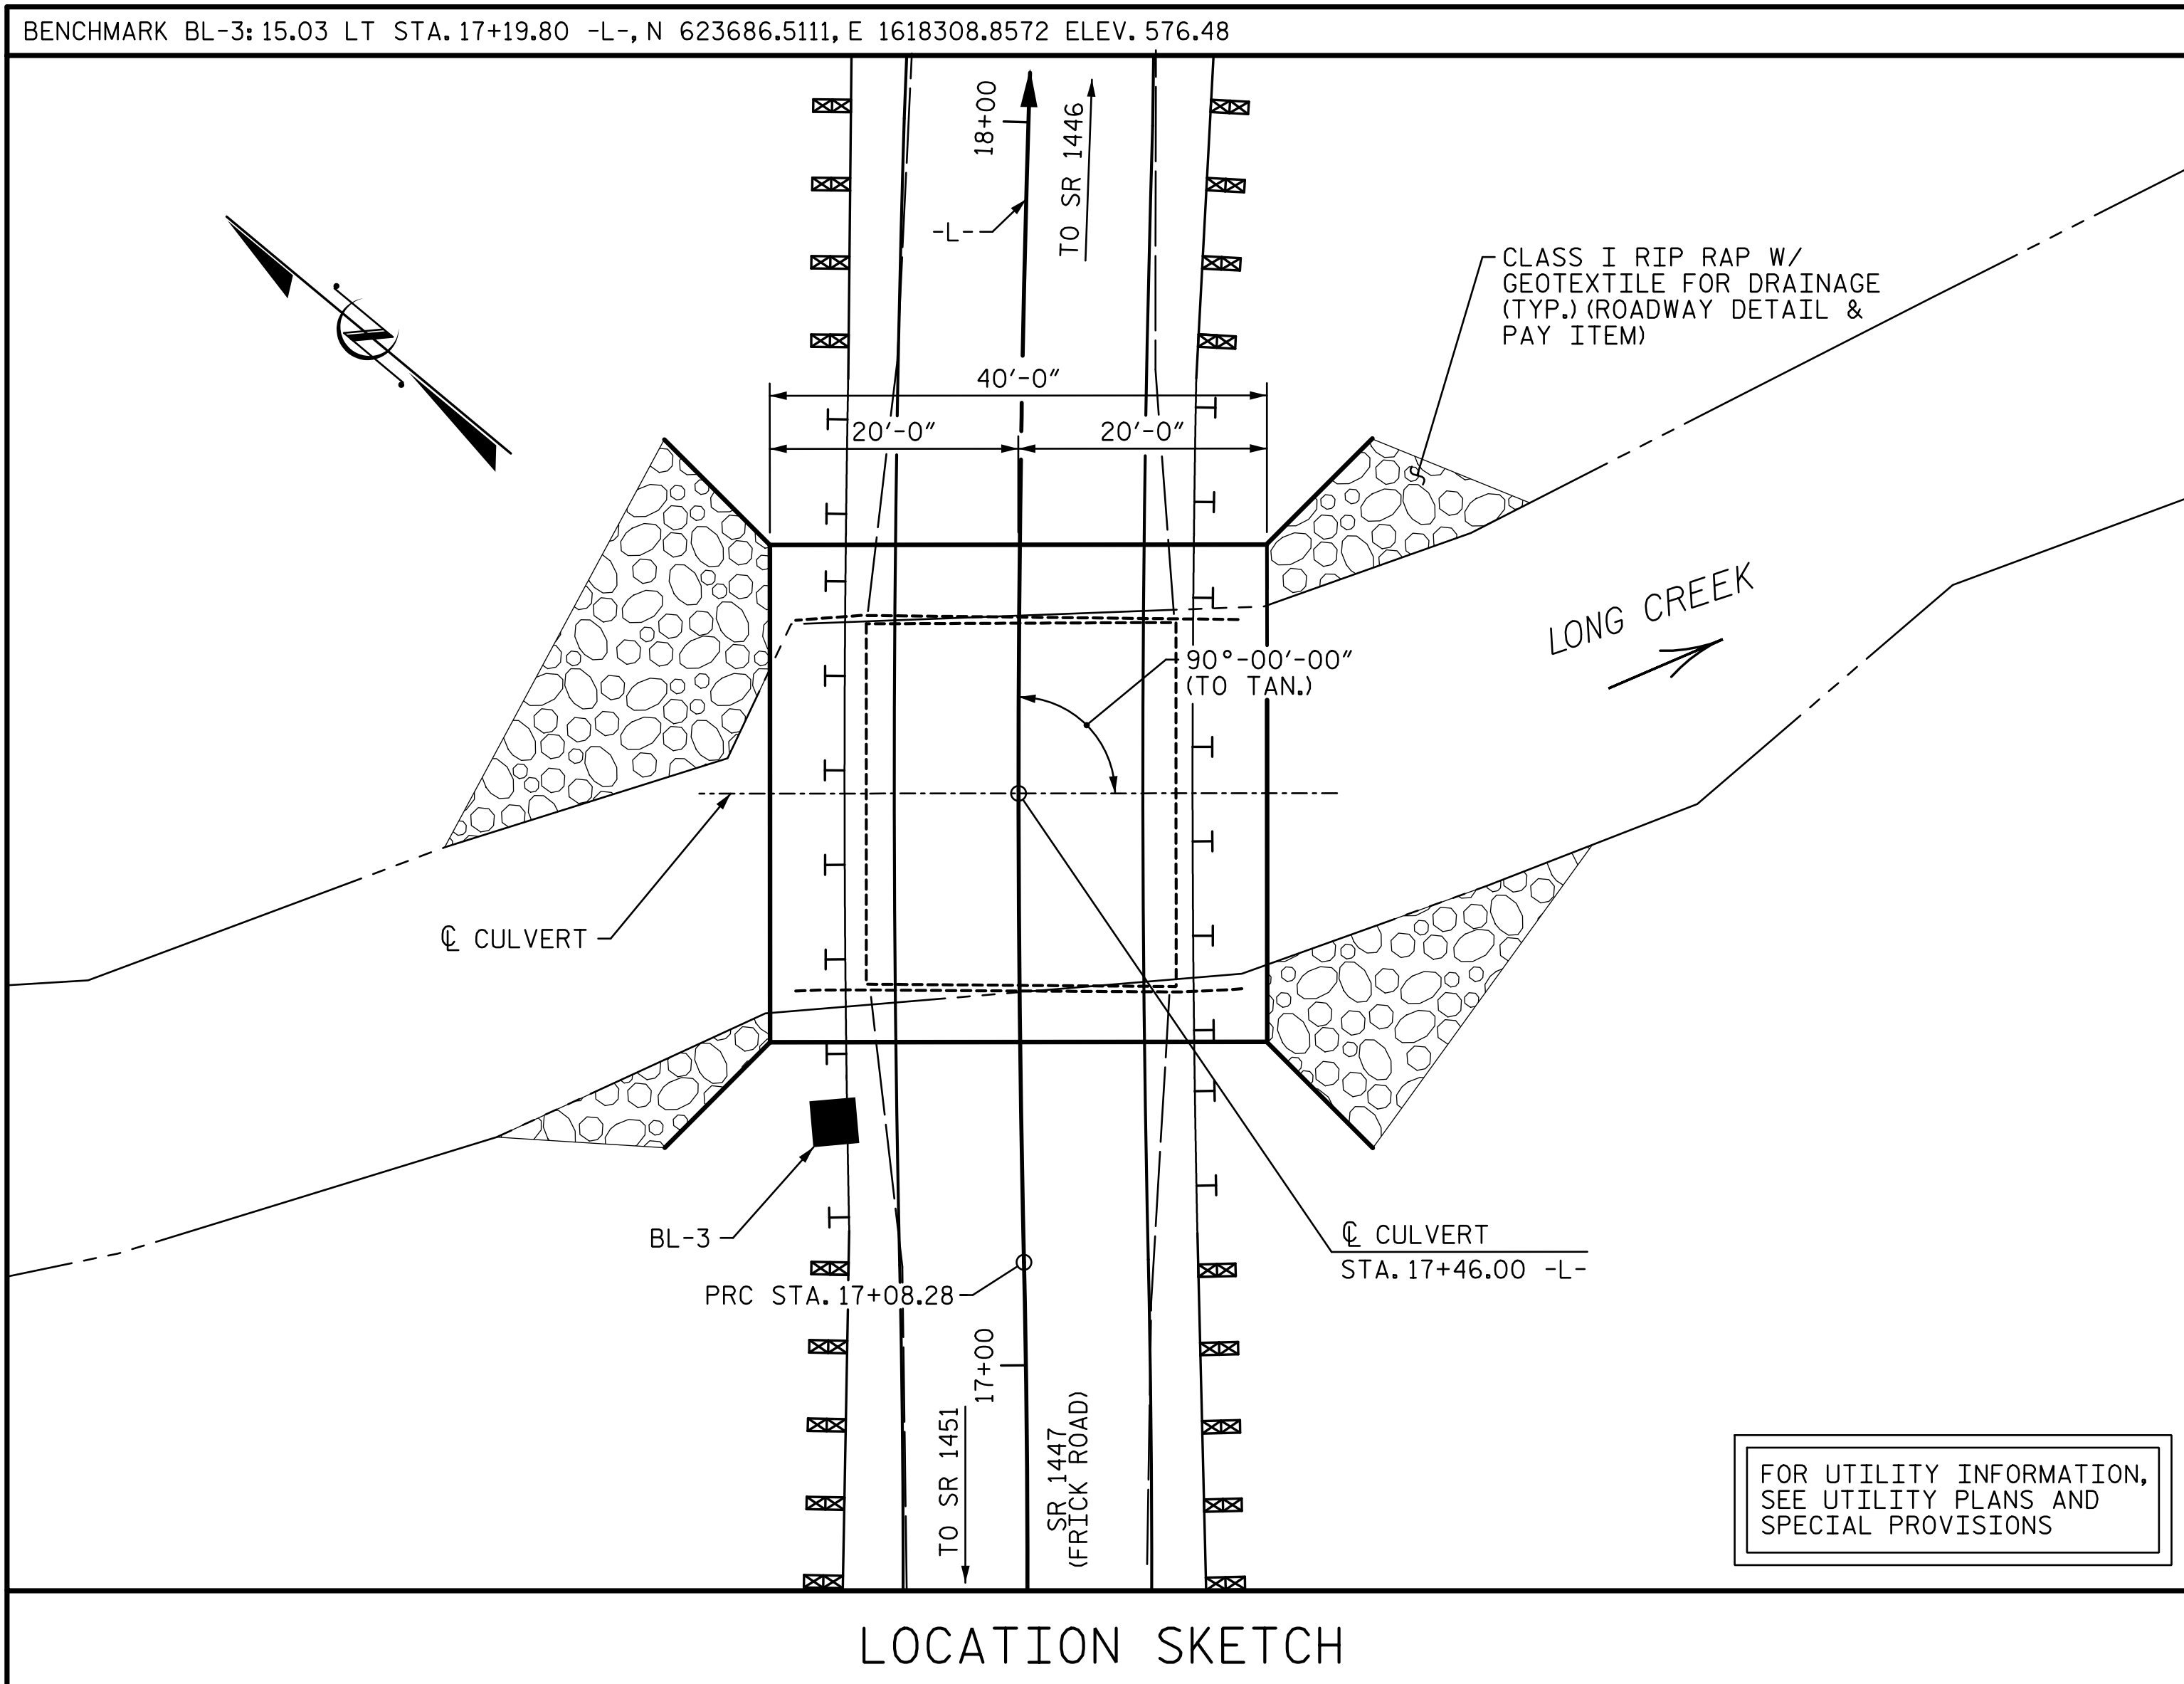 BENCHMARK BL-3: 15.03 LT STA. 17+19.80 -L-, N 623686.5111, E 1618308.8572 ELEV. 576.48
18+00
TO SR 1446
-L-
CLASS I RIP RAP W/
GEOTEXTILE FOR DRAINAGE
(TYP.) (ROADWAY DETAIL &
PAY ITEM)
40'-0"
20'-0"
20'-0"
LONG CREEK
90°-00'-00"
(TO TAN.)
℄ CULVERT
BL-3
℄ CULVERT
STA. 17+46.00 -L-
PRC STA. 17+08.28
17+00
TO SR 1451
SR 1447
(FRICK ROAD)
FOR UTILITY INFORMATION,
SEE UTILITY PLANS AND
SPECIAL PROVISIONS
LOCATION SKETCH